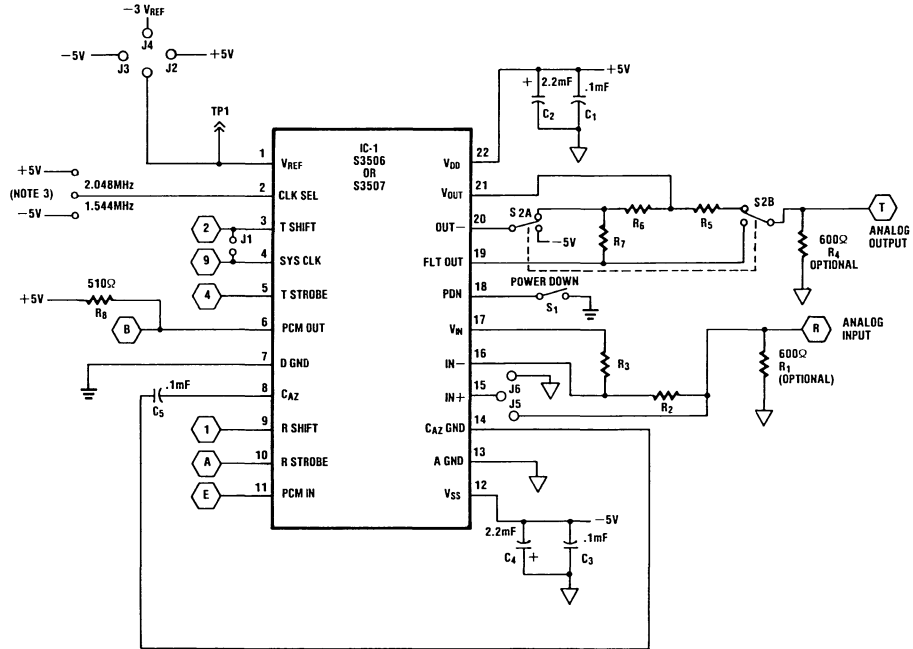 −3 VREF
J4
−5V
J3
J2
+5V
TP1
+5V
(NOTE 3)
2.048MHz
1.544MHz
−5V
2
J1
9
4
510Ω
+5V
R8
B
.1mF
C5
1
A
E
IC-1
S3506
OR
S3507
1 VREF
2 CLK SEL
3 T SHIFT
4 SYS CLK
5 T STROBE
6 PCM OUT
7 D GND
8 CAZ
9 R SHIFT
10 R STROBE
11 PCM IN
VDD 22
VOUT 21
OUT− 20
FLT OUT 19
PDN 18
VIN 17
IN− 16
IN+ 15
CAZ GND 14
A GND 13
VSS 12
+5V
2.2mF
.1mF
+
C2
C1
S2A
−5V
R7
R6
R5
S2B
T
ANALOG
OUTPUT
600Ω
R4
OPTIONAL
POWER DOWN
S1
R3
R2
J6
J5
R
ANALOG
INPUT
600Ω
R1
(OPTIONAL)
−5V
2.2mF
.1mF
C4
+
C3